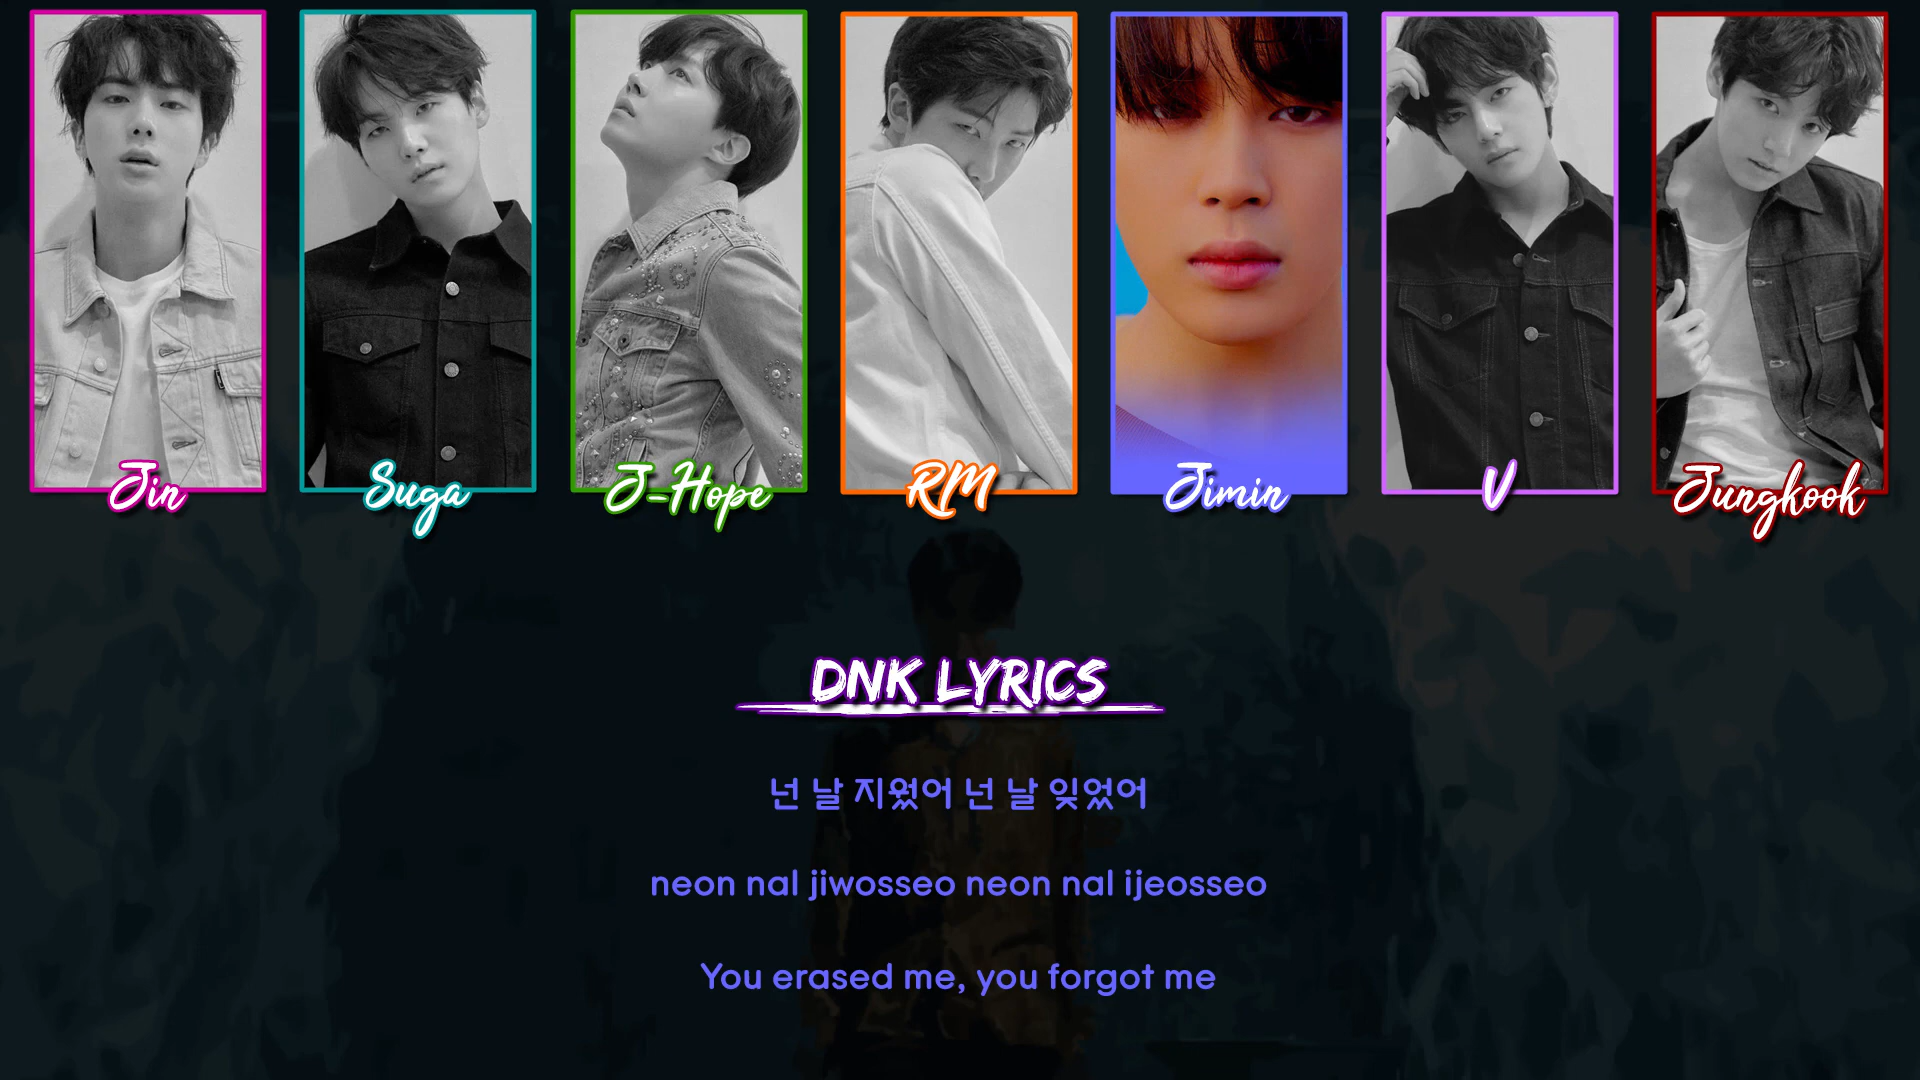 Jin
Suga
J-Hope
RM
Jimin
V
Jungkook
DNK LYRICS
넌 날 지웠어 넌 날 잊었어
neon nal jiwosseo neon nal ijeosseo
You erased me, you forgot me